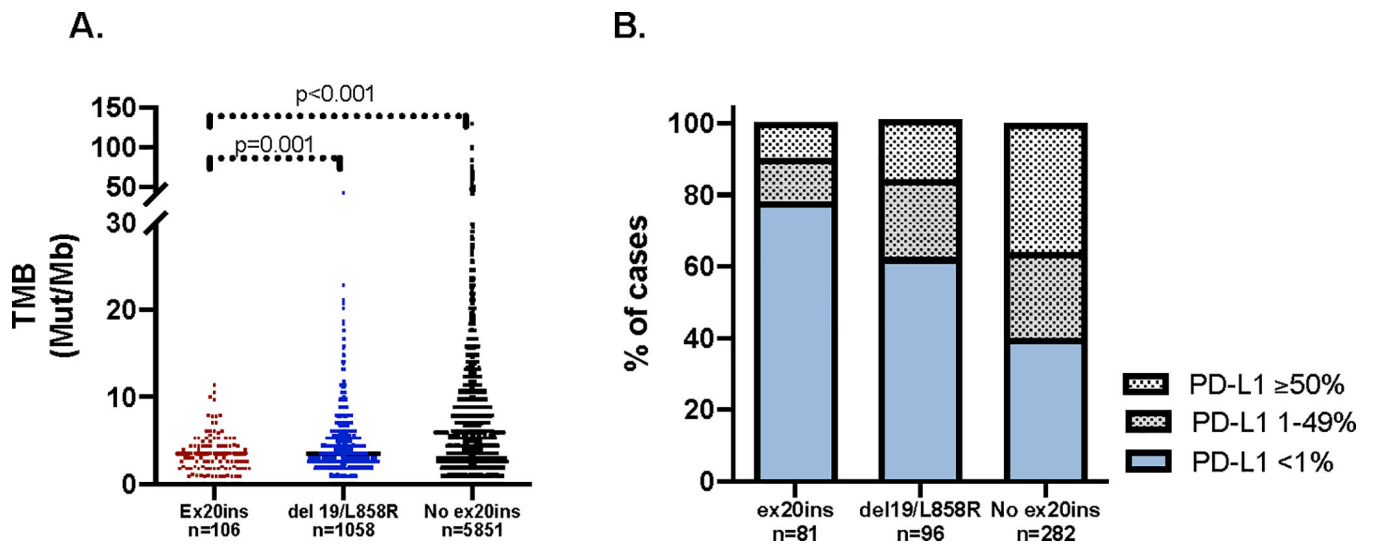 A.
p<0.001
p=0.001
150
100
50
30
20
10
0
TMB
(Mut/Mb)
Ex20ins
n=106
del 19/L858R
n=1058
No ex20ins
n=5851
B.
100
80
60
40
20
0
% of cases
ex20ins
n=81
del19/L858R
n=96
No ex20ins
n=282
PD-L1 ≥50%
PD-L1 1-49%
PD-L1 <1%